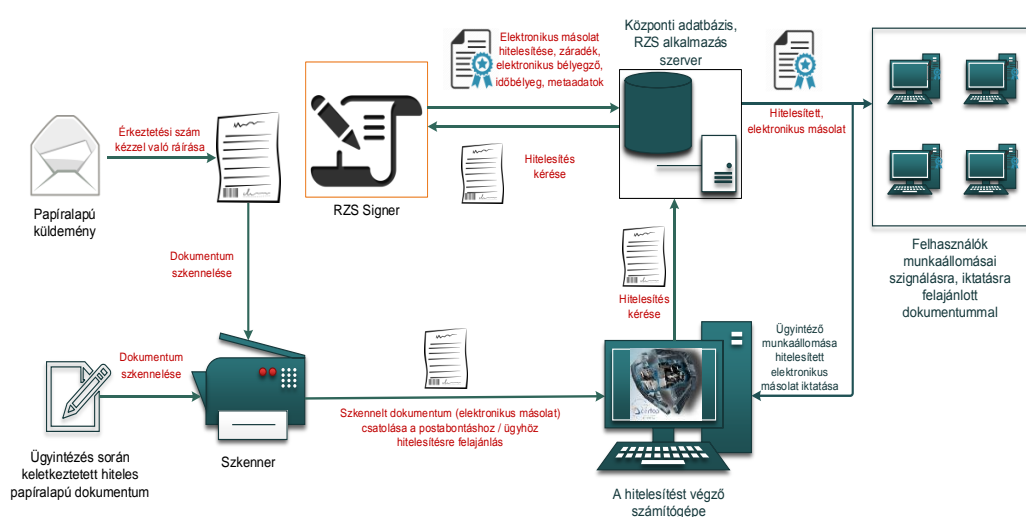 Elektronikus másolat
hitelesítése, záradék,
elektronikus bélyegző,
időbélyeg, metaadatok
Központi adatbázis,
RZS alkalmazás
szerver
Érkeztetési szám
kézzel való ráírása
Hitelesített,
elektronikus másolat
Hitelesítés
kérése
RZS Signer
Papíralapú
küldemény
Felhasználók
munkaállomásai
szignálásra, iktatásra
felajánlott
dokumentummal
Dokumentum
szkennelése
Hitelesítés
kérése
Dokumentum
szkennelése
Ügyintéző
munkaállomása
hitelesített
elektronikus
másolat iktatása
Szkennelt dokumentum (elektronikus másolat)
csatolása a postabontáshoz / ügyhöz
hitelesítésre felajánlás
Szkenner
Ügyintézés során
keletkeztetett hiteles
papíralapú dokumentum
A hitelesítést végző
számítógépe